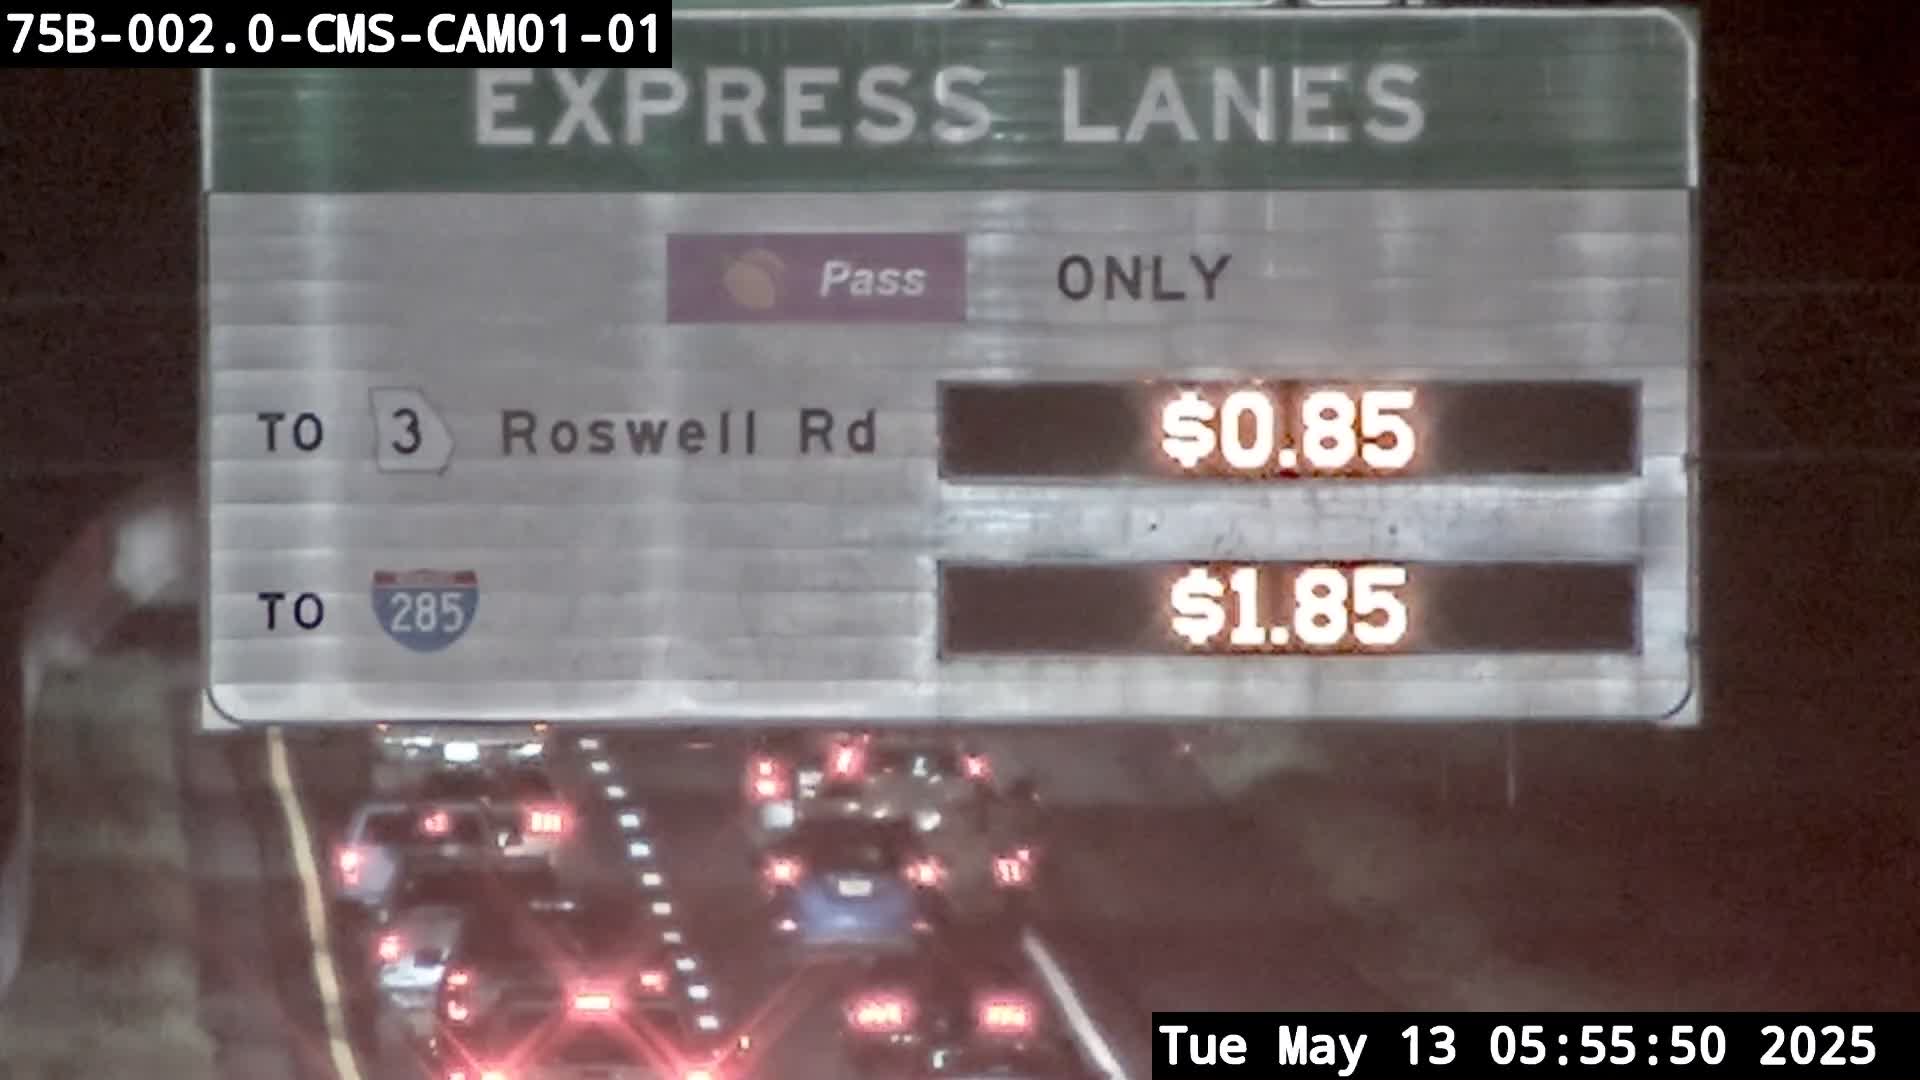 75B-002.0-CMS-CAM01-01
EXPRESS LANES
Pass ONLY
TO 3 Roswell Rd $0.85
TO 285 $1.85
Tue May 13 05:55:50 2025